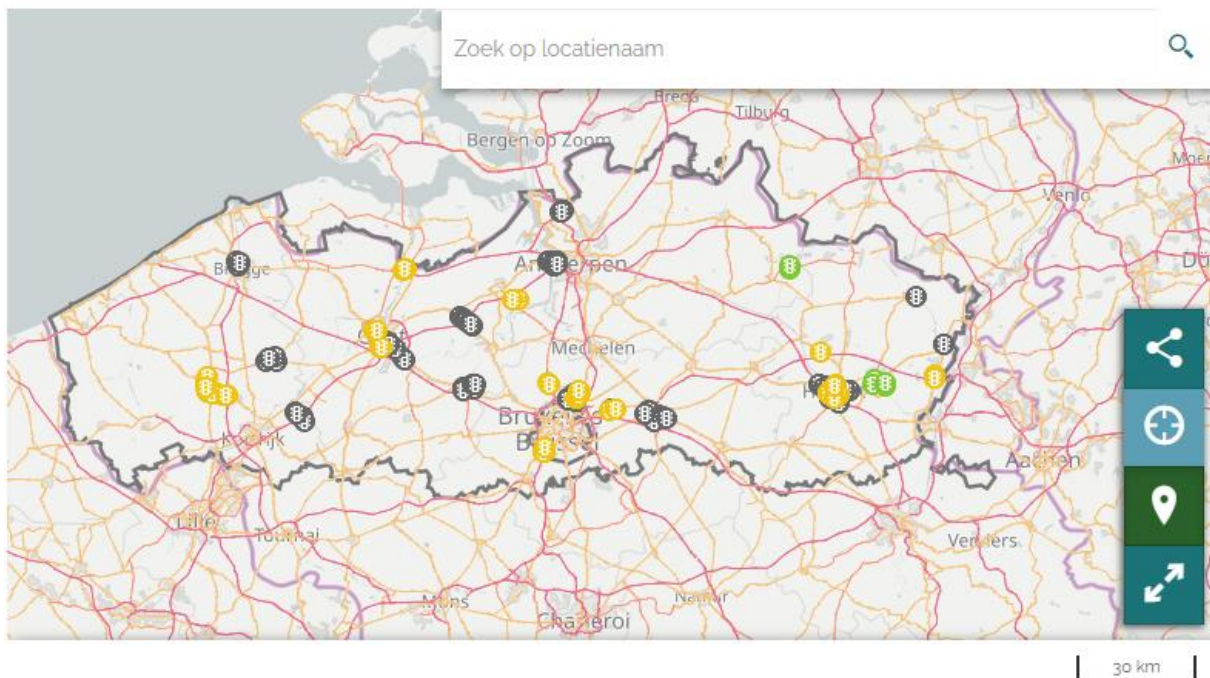 Zoek op locatienaam
Breda
Tilburg
Bergen op Zoom
Venlo
Brugge
Antwerpen
Mechelen
Bruxelles
Brussel
Kortrijk
Aachen
Lille
Tournai
Verviers
Mons
Namur
Charleroi
30 km